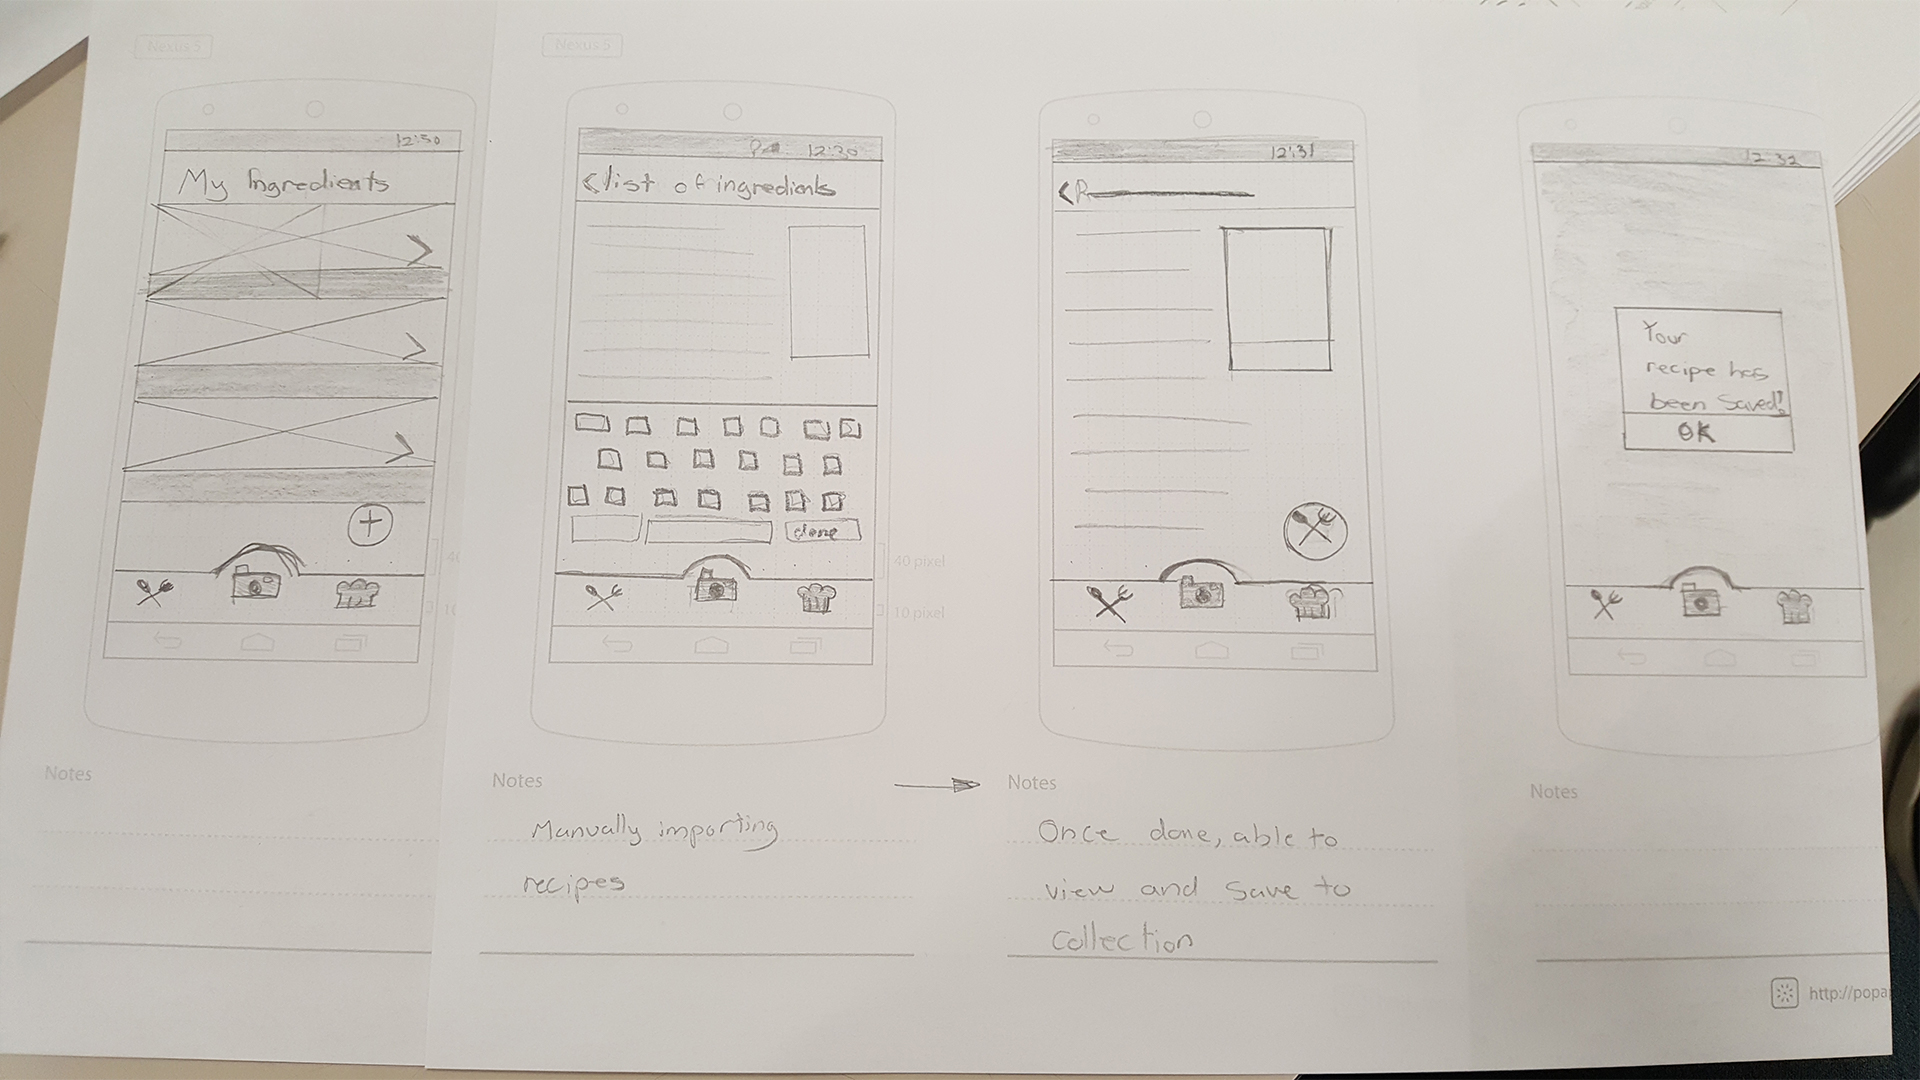 Nexus 5
12:30
My Ingredients
Notes
Nexus 5
12:30
< list of ingredients
done
40 pixel
10 pixel
Notes
Manually importing
recipes
12:31
Notes
Once done, able to
view and save to
collection
12:32
Your
recipe has
been saved!
OK
Notes
http://popa